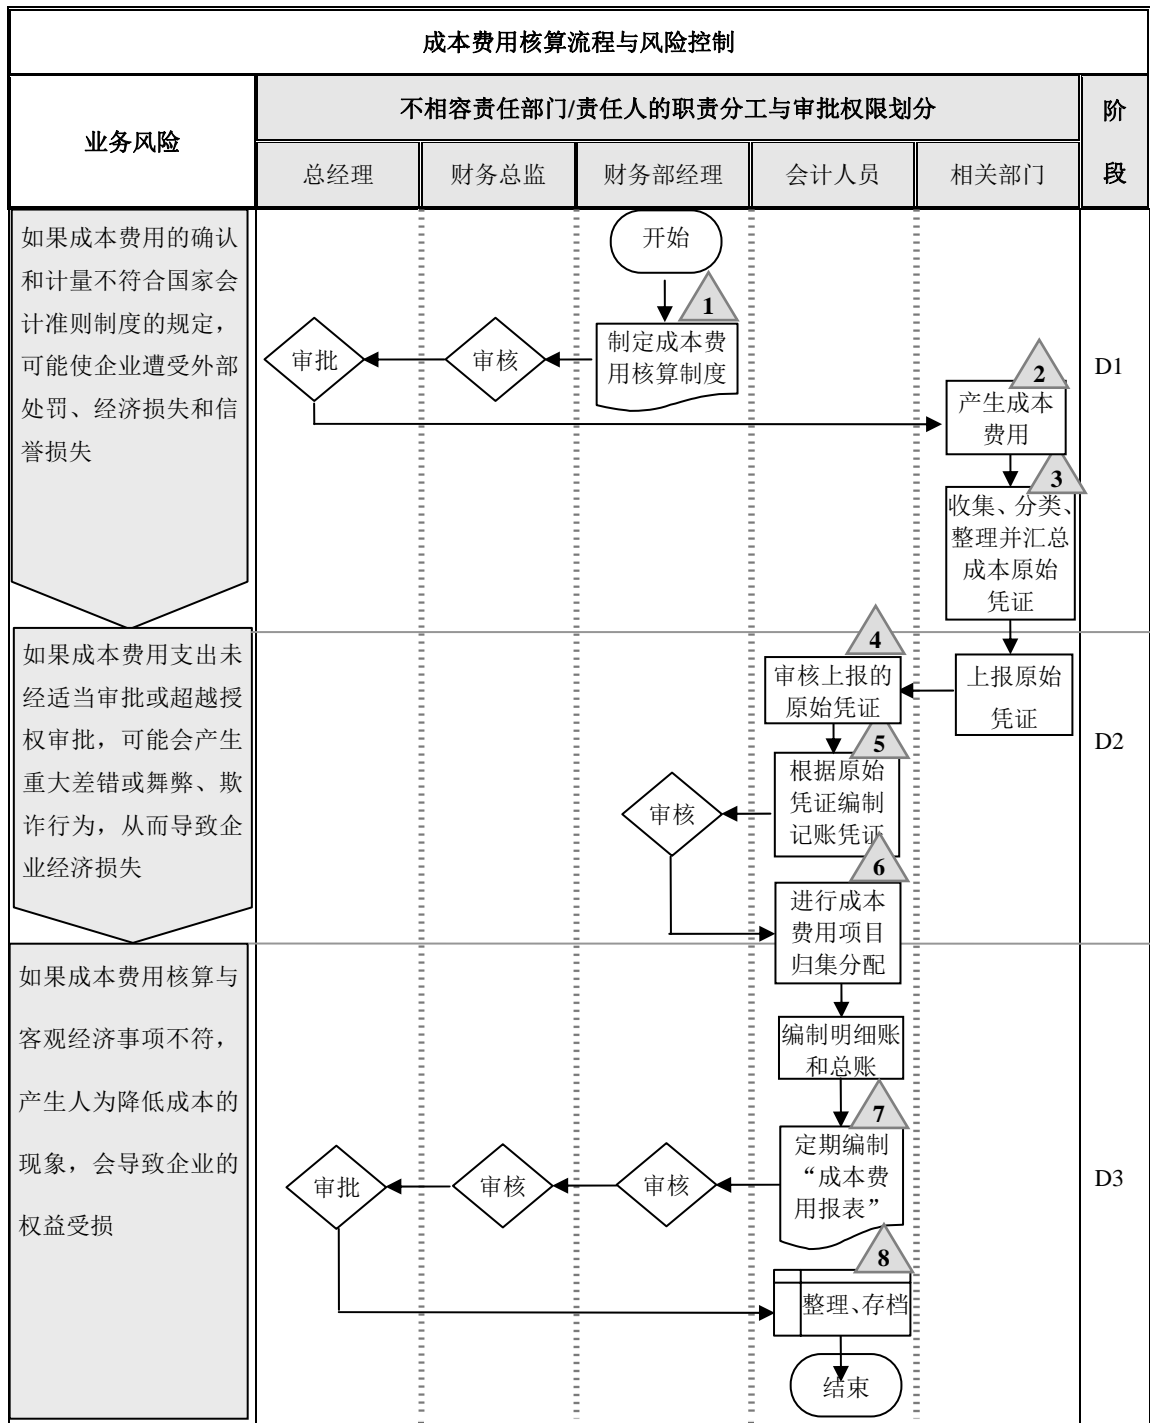 成本费用核算流程与风险控制
业务风险
不相容责任部门/责任人的职责分工与审批权限划分
阶
段
总经理
财务总监
财务部经理
会计人员
相关部门
如果成本费用的确认
和计量不符合国家会
计准则制度的规定，
可能使企业遭受外部
处罚、经济损失和信
誉损失
开始
1
制定成本费
用核算制度
审核
审批
2
产生成本
费用
3
收集、分类、
整理并汇总
成本原始
凭证
D1
如果成本费用支出未
经适当审批或超越授
权审批，可能会产生
重大差错或舞弊、欺
诈行为，从而导致企
业经济损失
上报原始
凭证
4
审核上报的
原始凭证
5
根据原始
凭证编制
记账凭证
审核
6
进行成本
费用项目
归集分配
D2
如果成本费用核算与
客观经济事项不符，
产生人为降低成本的
现象，会导致企业的
权益受损
编制明细账
和总账
7
定期编制
“成本费
用报表”
审核
审核
审批
8
整理、存档
结束
D3